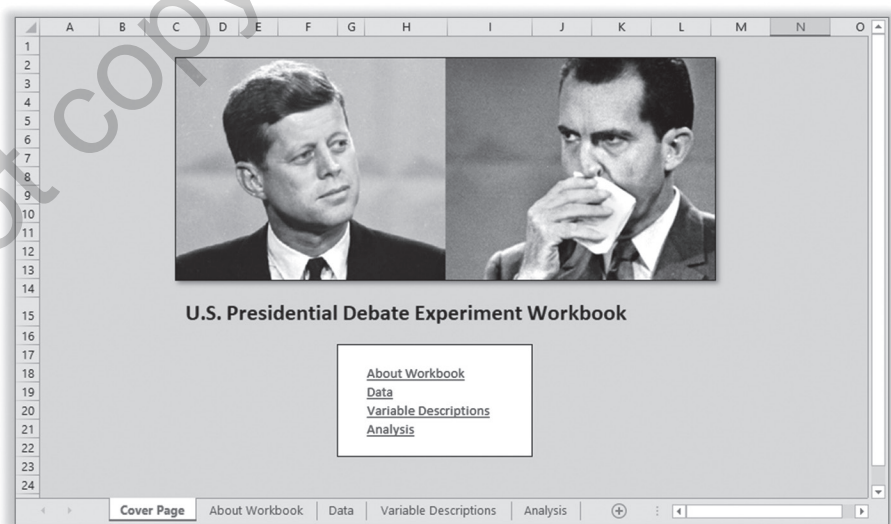 not copy
A B C D E F G H I J K L M N O
1
2
3
4
5
6
7
8
9
10
11
12
13
14
15 U.S. Presidential Debate Experiment Workbook
16
17
18 About Workbook
19 Data
20 Variable Descriptions
21 Analysis
22
23
24
Cover Page About Workbook Data Variable Descriptions Analysis